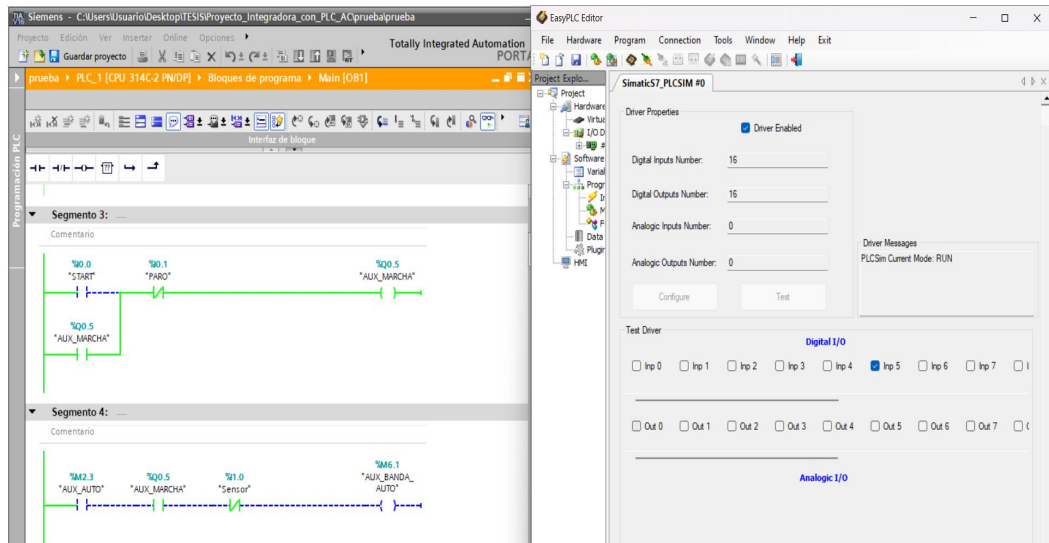 Siemens - C:\Users\Usuario\Desktop\TESIS\Proyecto_Integradora_con_PLC_AC\prueba\prueba
Proyecto Edición Ver Insertar Online Opciones
Totally Integrated Automation
Guardar proyecto
PORTA
prueba PLC_1 [CPU 314C-2 PN/DP] Bloques de programa Main [OB1]
Interfaz de bloque
Programación PLC
Segmento 3: .....
Comentario
%I0.0 %I0.1 %Q0.5
"START" "PARO" "AUX_MARCHA"
%Q0.5
"AUX_MARCHA"
Segmento 4: .....
Comentario
%M6.1
%M2.3 %Q0.5 %I1.0 "AUX_BANDA_
"AUX_AUTO" "AUX_MARCHA" "Sensor" AUTO"
EasyPLC Editor
File Hardware Program Connection Tools Window Help Exit
Project Explo...
SimaticS7_PLCSIM #0
Project
Hardware
Virtua
I/O D
#
Software
Variab
Progr
I
M
F
Data
Plugin
HMI
Driver Properties
Driver Enabled
Digital Inputs Number: 16
Digital Outputs Number: 16
Analogic Inputs Number: 0
Analogic Outputs Number: 0
Configure Test
Driver Messages
PLCSim Current Mode: RUN
Test Driver
Digital I/O
Inp 0 Inp 1 Inp 2 Inp 3 Inp 4 Inp 5 Inp 6 Inp 7
Out 0 Out 1 Out 2 Out 3 Out 4 Out 5 Out 6 Out 7
Analogic I/O